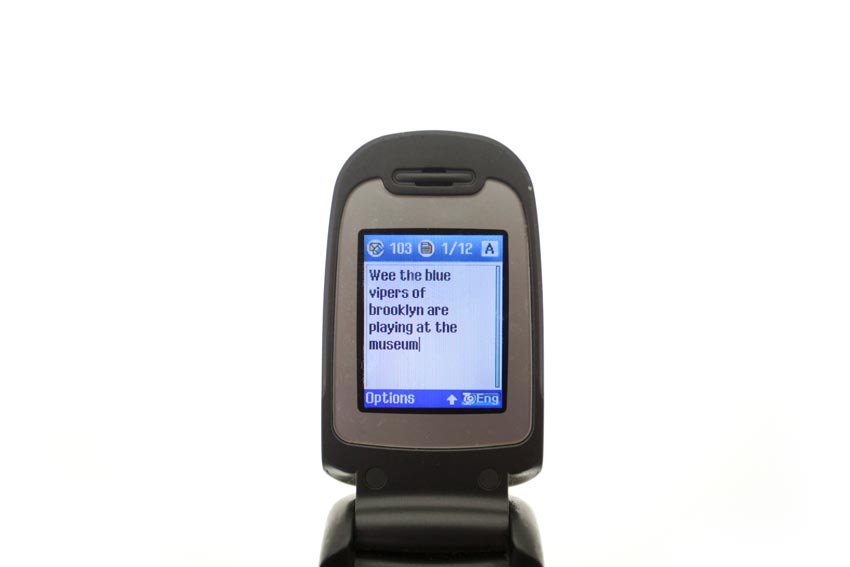 103 1/12 A
Wee the blue
vipers of
brooklyn are
playing at the
museum
Options Eng